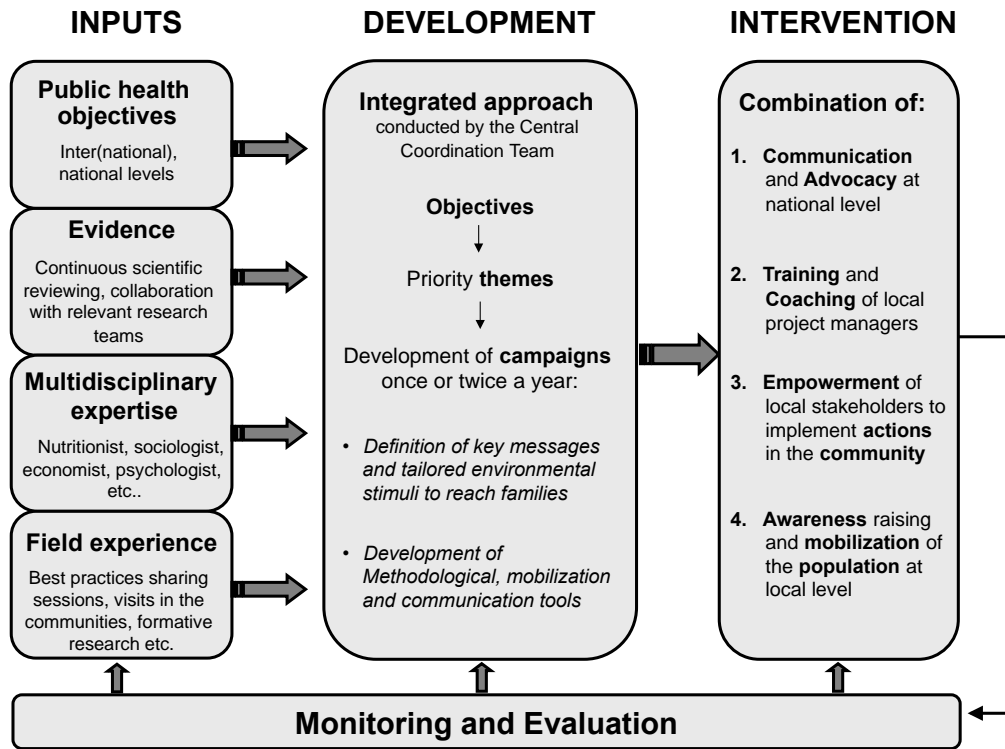 INPUTS
Public health
objectives
Inter(national),
national levels
Evidence
Continuous scientific
reviewing, collaboration
with relevant research
teams
Multidisciplinary
expertise
Nutritionist, sociologist,
economist, psychologist,
etc..
Field experience
Best practices sharing
sessions, visits in the
communities, formative
research etc.
DEVELOPMENT
Integrated approach
conducted by the Central
Coordination Team
Objectives
Priority themes
Development of campaigns
once or twice a year:
• Definition of key messages
and tailored environmental
stimuli to reach families
• Development of
Methodological, mobilization
and communication tools
INTERVENTION
Combination of:
1. Communication
and Advocacy at
national level
2. Training and
Coaching of local
project managers
3. Empowerment of
local stakeholders to
implement actions
in the community
4. Awareness raising
and mobilization of
the population at
local level
Monitoring and Evaluation